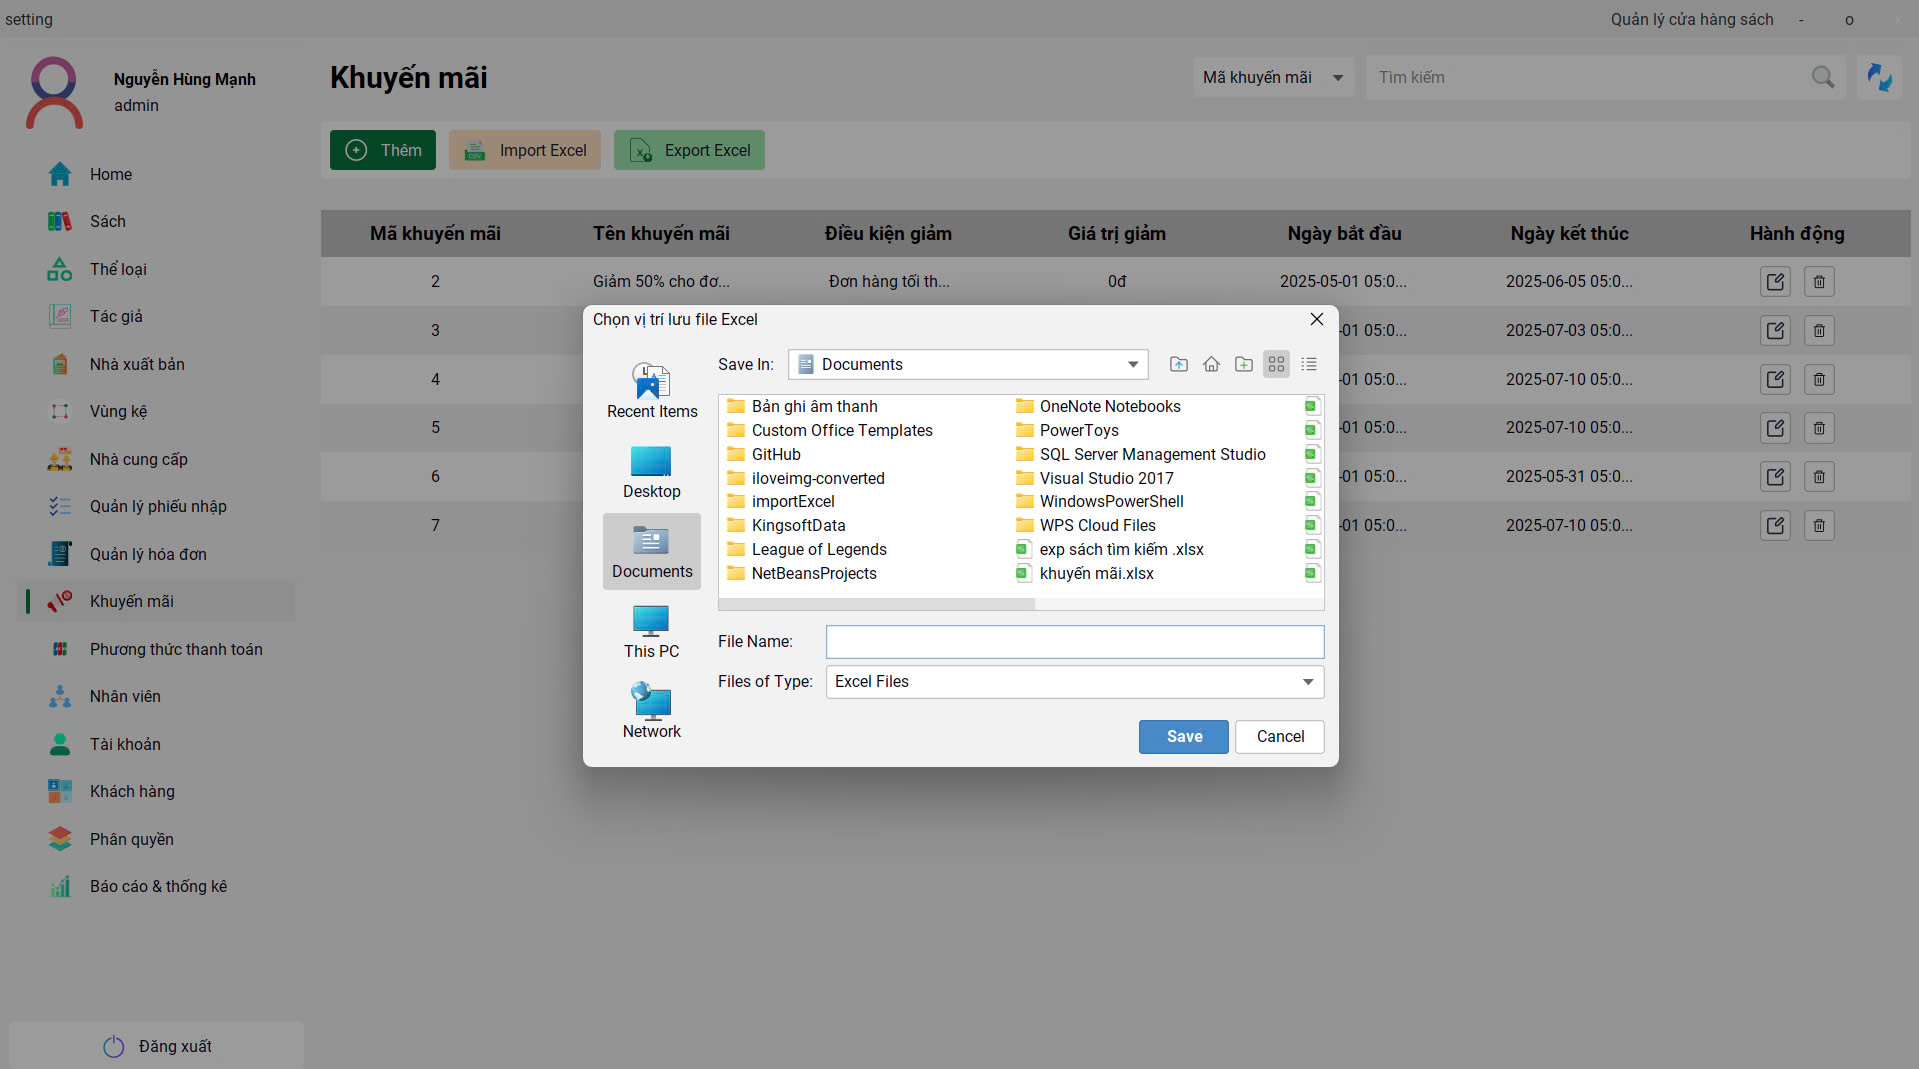 setting
Quản lý cửa hàng sách - o x
Nguyễn Hùng Mạnh
admin
Home
Sách
Thể loại
Tác giả
Nhà xuất bản
Vùng kệ
Nhà cung cấp
Quản lý phiếu nhập
Quản lý hóa đơn
Khuyến mãi
Phương thức thanh toán
Nhân viên
Tài khoản
Khách hàng
Phân quyền
Báo cáo & thống kê
Đăng xuất
Khuyến mãi
Mã khuyến mãi
Tìm kiếm
Thêm
Import Excel
Export Excel
Mã khuyến mãi Tên khuyến mãi Điều kiện giảm Giá trị giảm Ngày bắt đầu Ngày kết thúc Hành động
2 Giảm 50% cho đơ... Đơn hàng tối th... 0đ 2025-05-01 05:0... 2025-06-05 05:0...
3 -01 05:0... 2025-07-03 05:0...
4 -01 05:0... 2025-07-10 05:0...
5 -01 05:0... 2025-07-10 05:0...
6 -01 05:0... 2025-05-31 05:0...
7 -01 05:0... 2025-07-10 05:0...
Chọn vị trí lưu file Excel
Recent Items
Desktop
Documents
This PC
Network
Save In: Documents
Bản ghi âm thanh
Custom Office Templates
GitHub
iloveimg-converted
importExcel
KingsoftData
League of Legends
NetBeansProjects
OneNote Notebooks
PowerToys
SQL Server Management Studio
Visual Studio 2017
WindowsPowerShell
WPS Cloud Files
exp sách tìm kiếm .xlsx
khuyến mãi.xlsx
File Name:
Files of Type: Excel Files
Save
Cancel